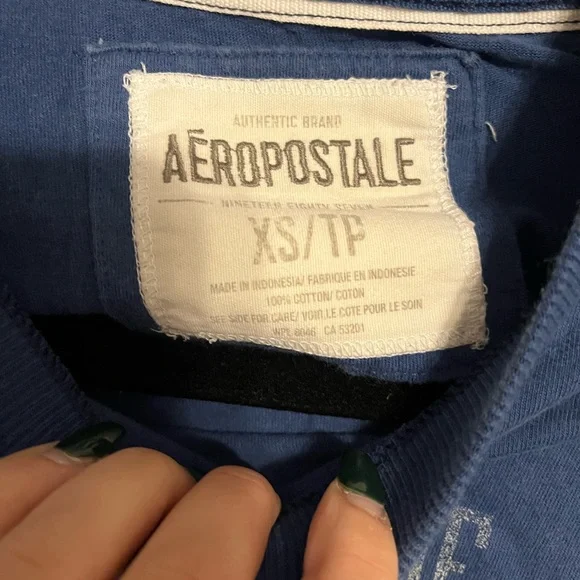 AUTHENTIC BRAND
AÉROPOSTALE
NINETEEN EIGHTY SEVEN
XS/TP
MADE IN INDONESIA/ FABRIQUE EN INDONESIE
100% COTTON/ COTON
SEE SIDE FOR CARE/ VOIR LE COTE POUR LE SOIN
WPL 8646 CA 53201